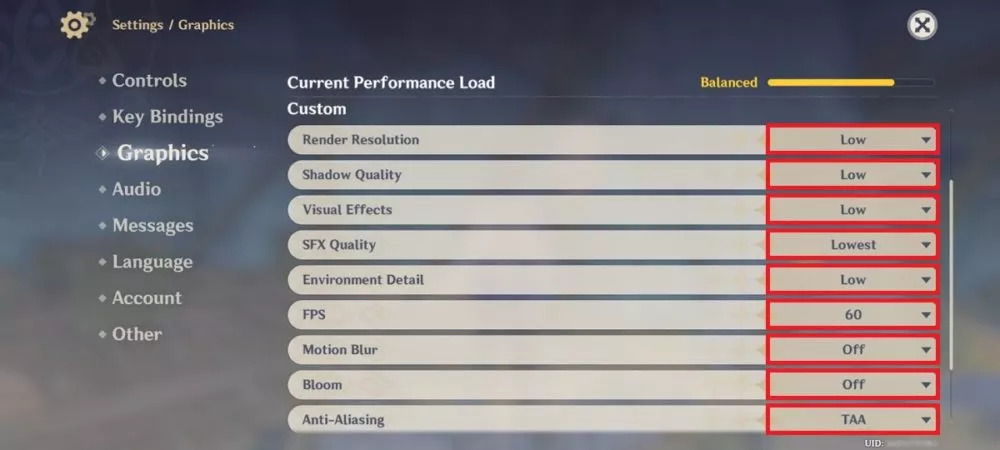 Settings / Graphics
Controls
Key Bindings
Graphics
Audio
Messages
Language
Account
Other
Current Performance Load Balanced
Custom
Render Resolution Low
Shadow Quality Low
Visual Effects Low
SFX Quality Lowest
Environment Detail Low
FPS 60
Motion Blur Off
Bloom Off
Anti-Aliasing TAA
UID: